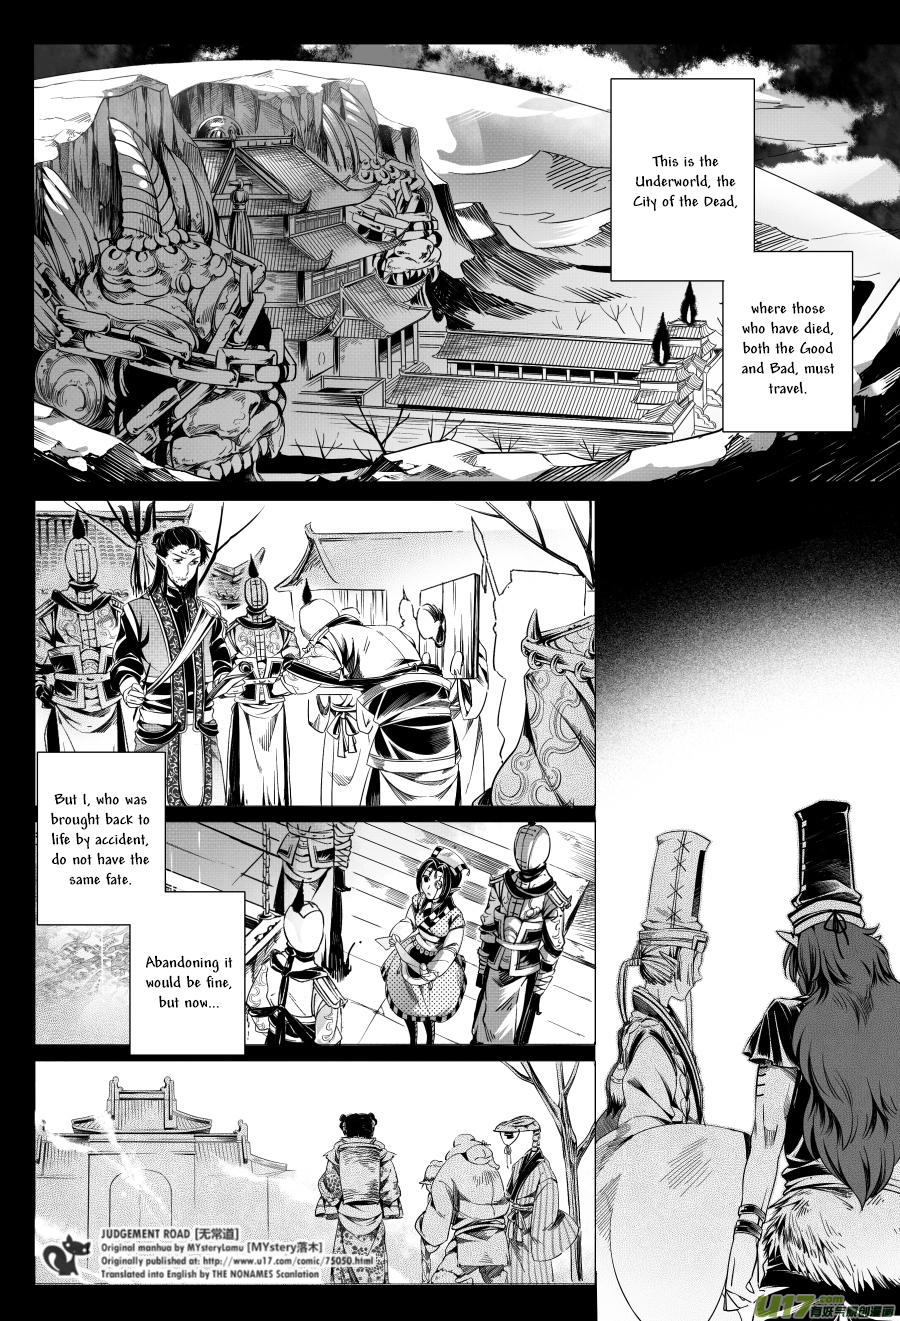 This is the
Underworld, the
City of the Dead,
where those
who have died,
both the Good
and Bad, must
travel.
But I, who was
brought back to
life by accident,
do not have the
same fate.
Abandoning it
would be fine,
but now...
JUDGEMENT ROAD [无常道]
Original manhua by MYsteryLamu [MYstery落木]
Originally published at: http://www.u17.com/comic/75050.html
Translated into English by THE NONAMES Scanlation
U17.com
有妖气原创漫画